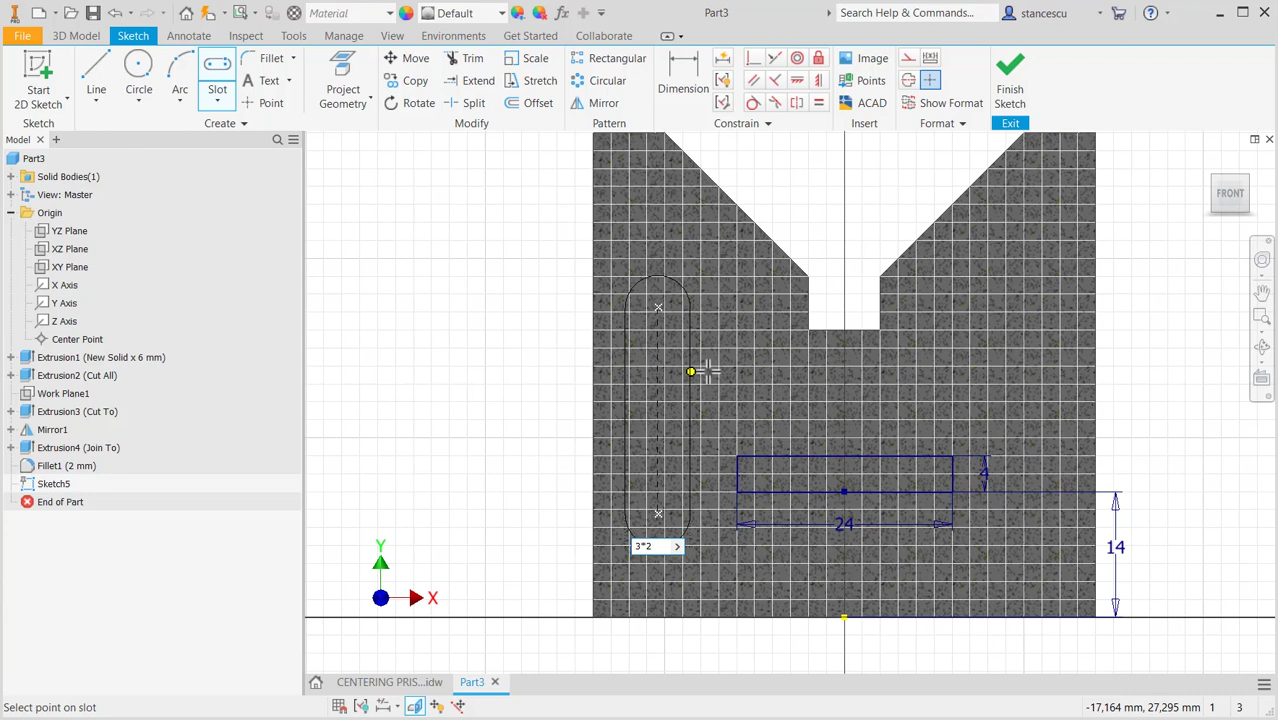 Material
Default
Part3
Search Help & Commands...
stancescu
File
3D Model
Sketch
Annotate
Inspect
Tools
Manage
View
Environments
Get Started
Collaborate
Start
2D Sketch
Line
Circle
Arc
Slot
Fillet
Text
Point
Project
Geometry
Move
Copy
Rotate
Trim
Extend
Split
Scale
Stretch
Offset
Rectangular
Circular
Mirror
Dimension
Image
Points
ACAD
Show Format
Finish
Sketch
Sketch
Create
Modify
Pattern
Constrain
Insert
Format
Exit
Model
Part3
Solid Bodies(1)
View: Master
Origin
YZ Plane
XZ Plane
XY Plane
X Axis
Y Axis
Z Axis
Center Point
Extrusion1 (New Solid x 6 mm)
Extrusion2 (Cut All)
Work Plane1
Extrusion3 (Cut To)
Mirror1
Extrusion4 (Join To)
Fillet1 (2 mm)
Sketch5
End of Part
FRONT
4
24
14
3*2
Y
X
CENTERING PRIS....idw
Part3
Select point on slot
-17,164 mm, 27,295 mm
1
3